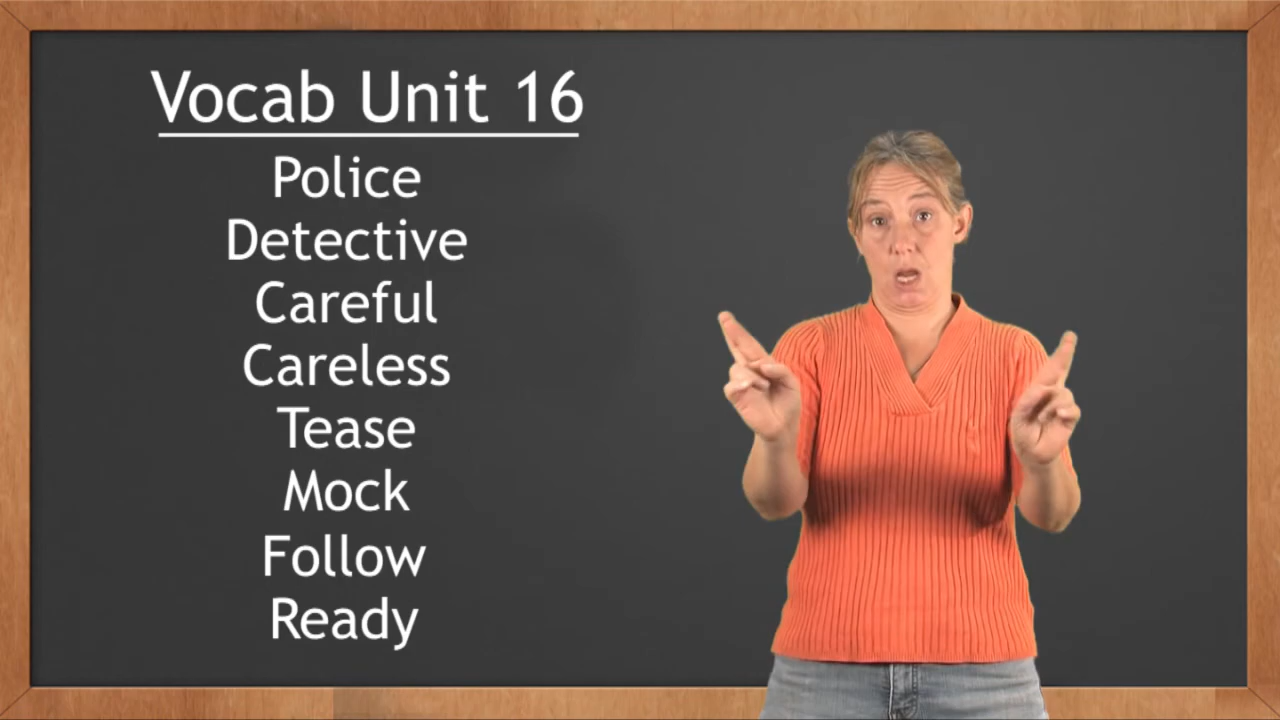 Vocab Unit 16
Police
Detective
Careful
Careless
Tease
Mock
Follow
Ready